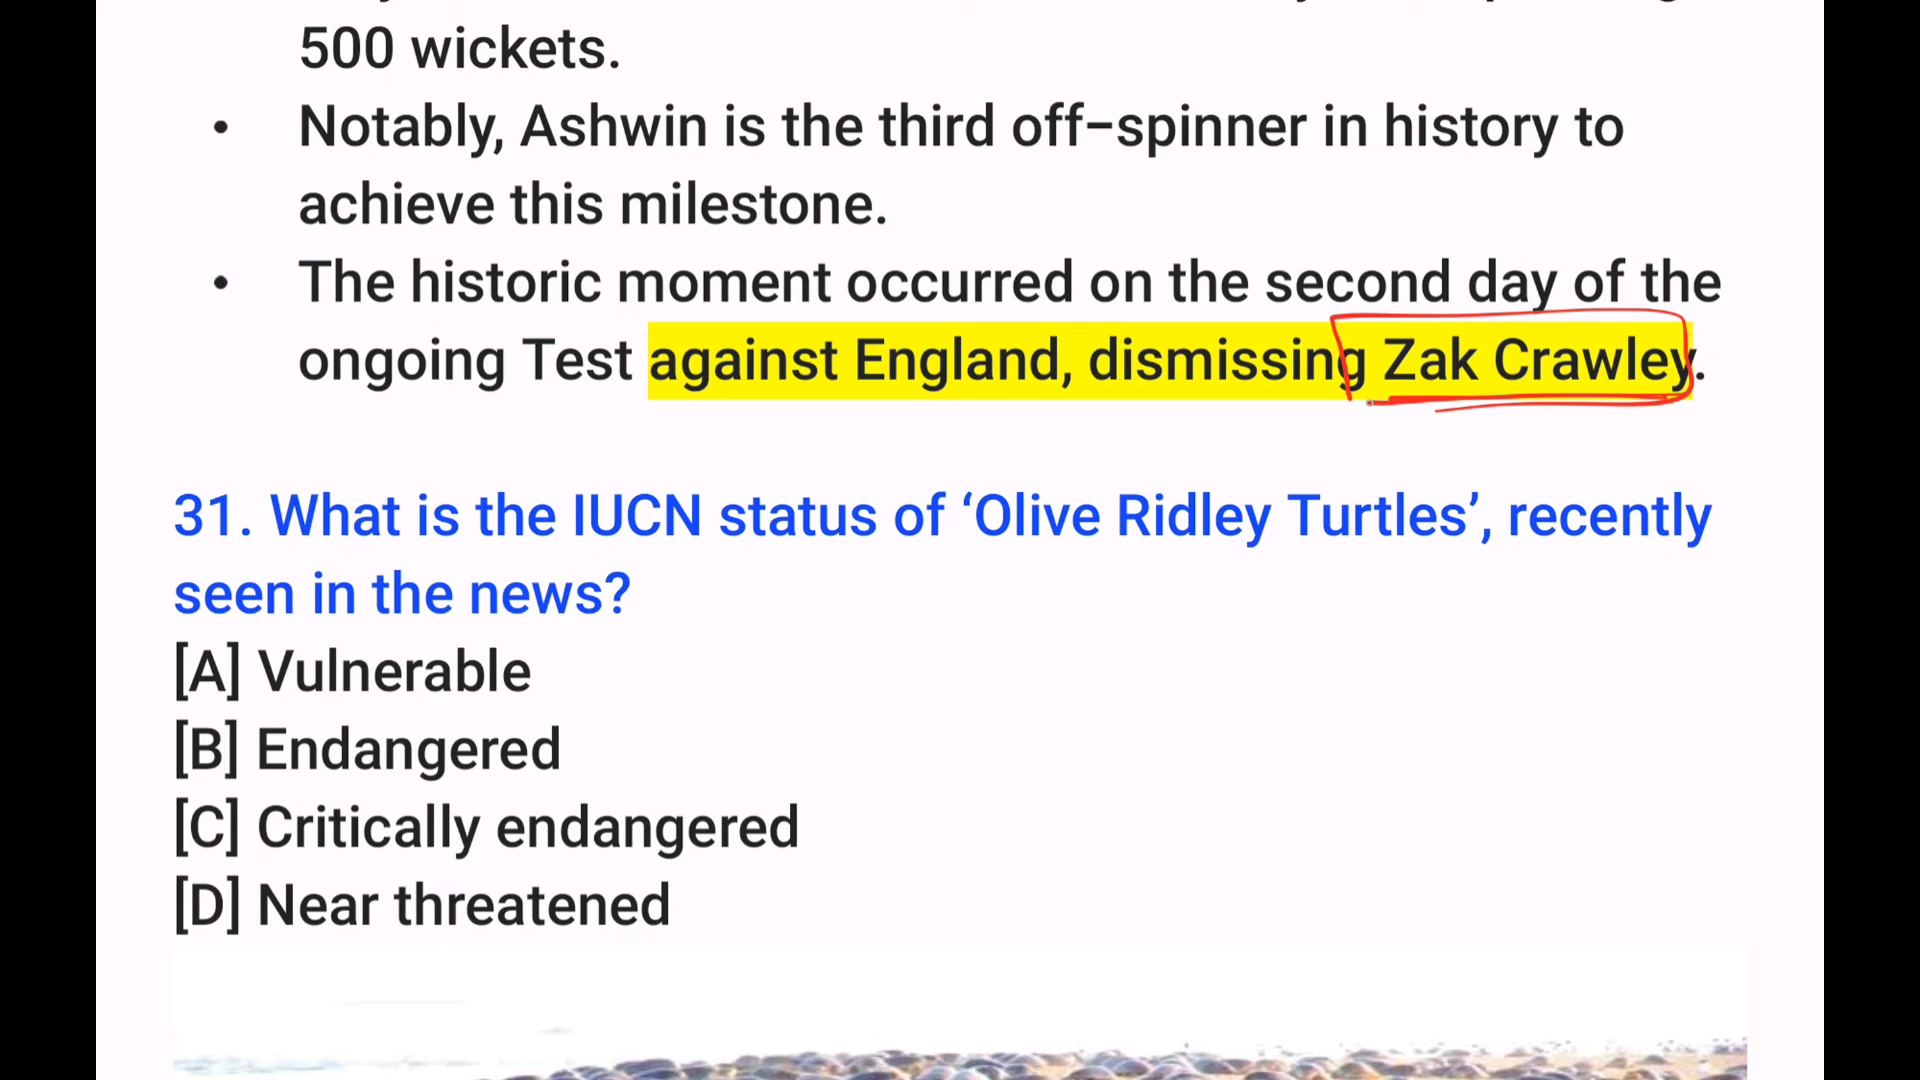 500 wickets.
• Notably, Ashwin is the third off–spinner in history to
achieve this milestone.
• The historic moment occurred on the second day of the
ongoing Test against England, dismissing Zak Crawley.
31. What is the IUCN status of ‘Olive Ridley Turtles’, recently
seen in the news?
[A] Vulnerable
[B] Endangered
[C] Critically endangered
[D] Near threatened